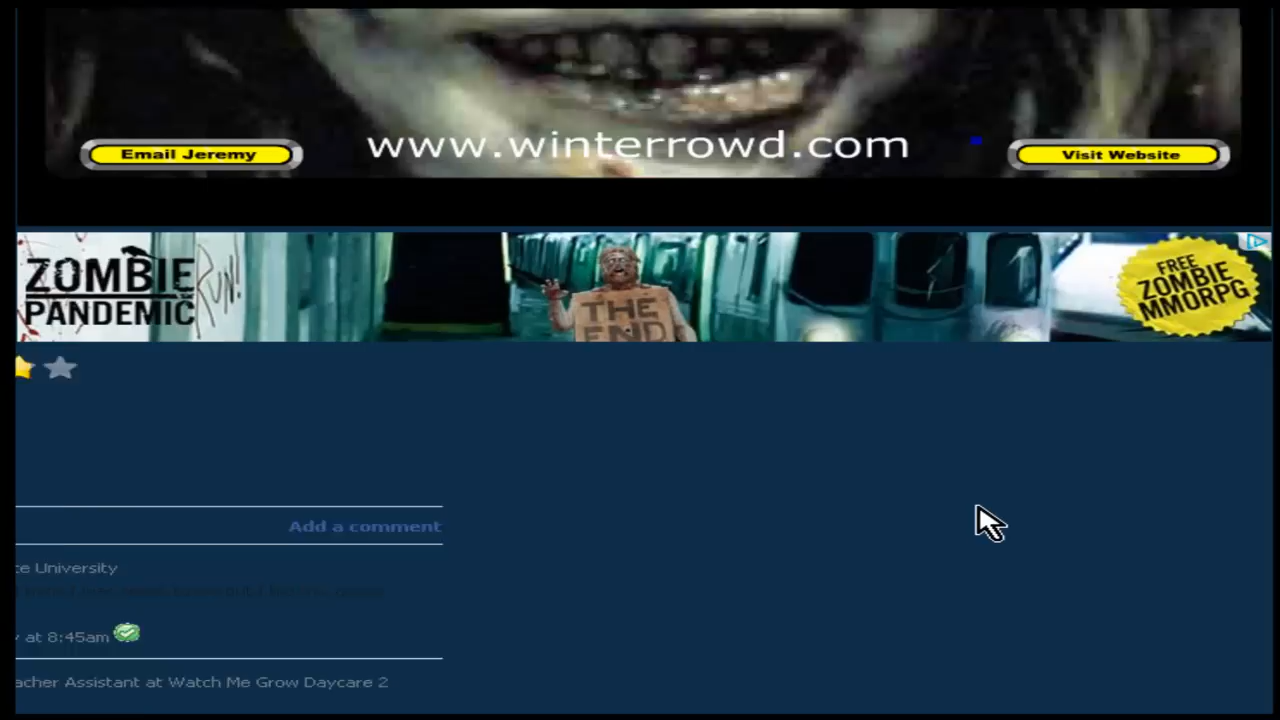 www.winterrowd.com
Email Jeremy
Visit Website
ZOMBIE
PANDEMIC
RUN!
THE
END
FREE
ZOMBIE
MMORPG
Add a comment
te University
at 8:45am
acher Assistant at Watch Me Grow Daycare 2